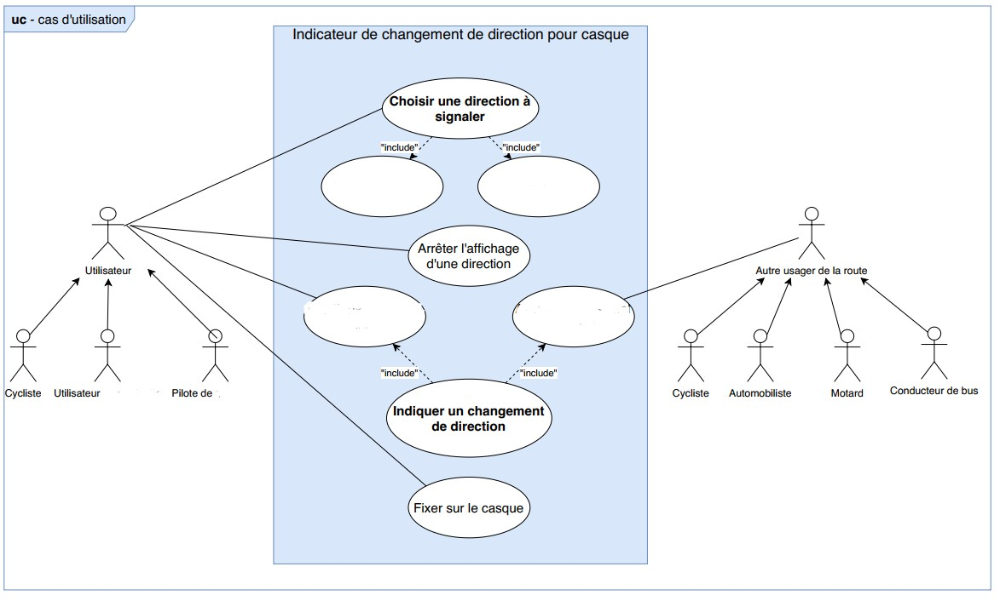 uc - cas d'utilisation
Indicateur de changement de direction pour casque
Choisir une direction à
signaler
"include"
"include"
Arrêter l'affichage
d'une direction
Utilisateur
Autre usager de la route
"include"
"include"
Cycliste
Utilisateur
Pilote de
Cycliste
Automobiliste
Motard
Conducteur de bus
Indiquer un changement
de direction
Fixer sur le casque